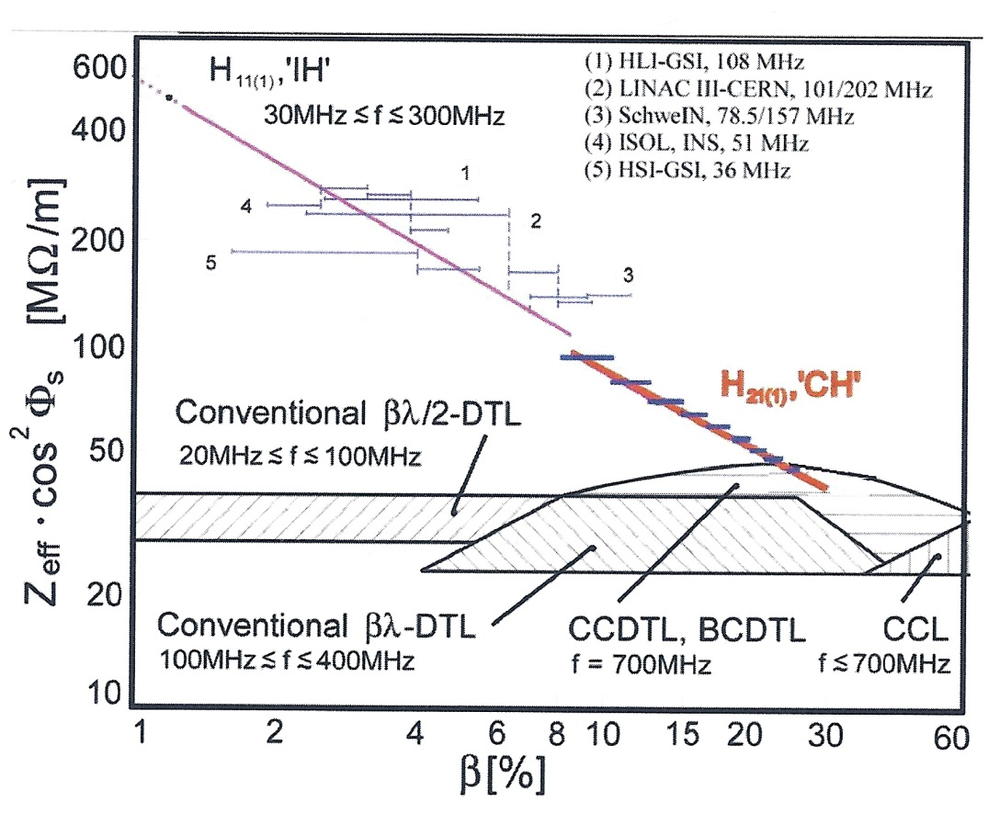 H11(1),'IH'
30MHz ≲ f ≲ 300MHz
(1) HLI-GSI, 108 MHz
(2) LINAC III-CERN, 101/202 MHz
(3) SchweIN, 78.5/157 MHz
(4) ISOL, INS, 51 MHz
(5) HSI-GSI, 36 MHz
600
400
200
100
50
20
10
Zeff · cos² Φs [MΩ/m]
1
4
2
5
3
H21(1),'CH'
Conventional βλ/2-DTL
20MHz ≲ f ≲ 100MHz
Conventional βλ-DTL
100MHz ≲ f ≲ 400MHz
CCDTL, BCDTL
f = 700MHz
CCL
f ≲ 700MHz
1 2 4 6 8 10 15 20 30 60
β[%]